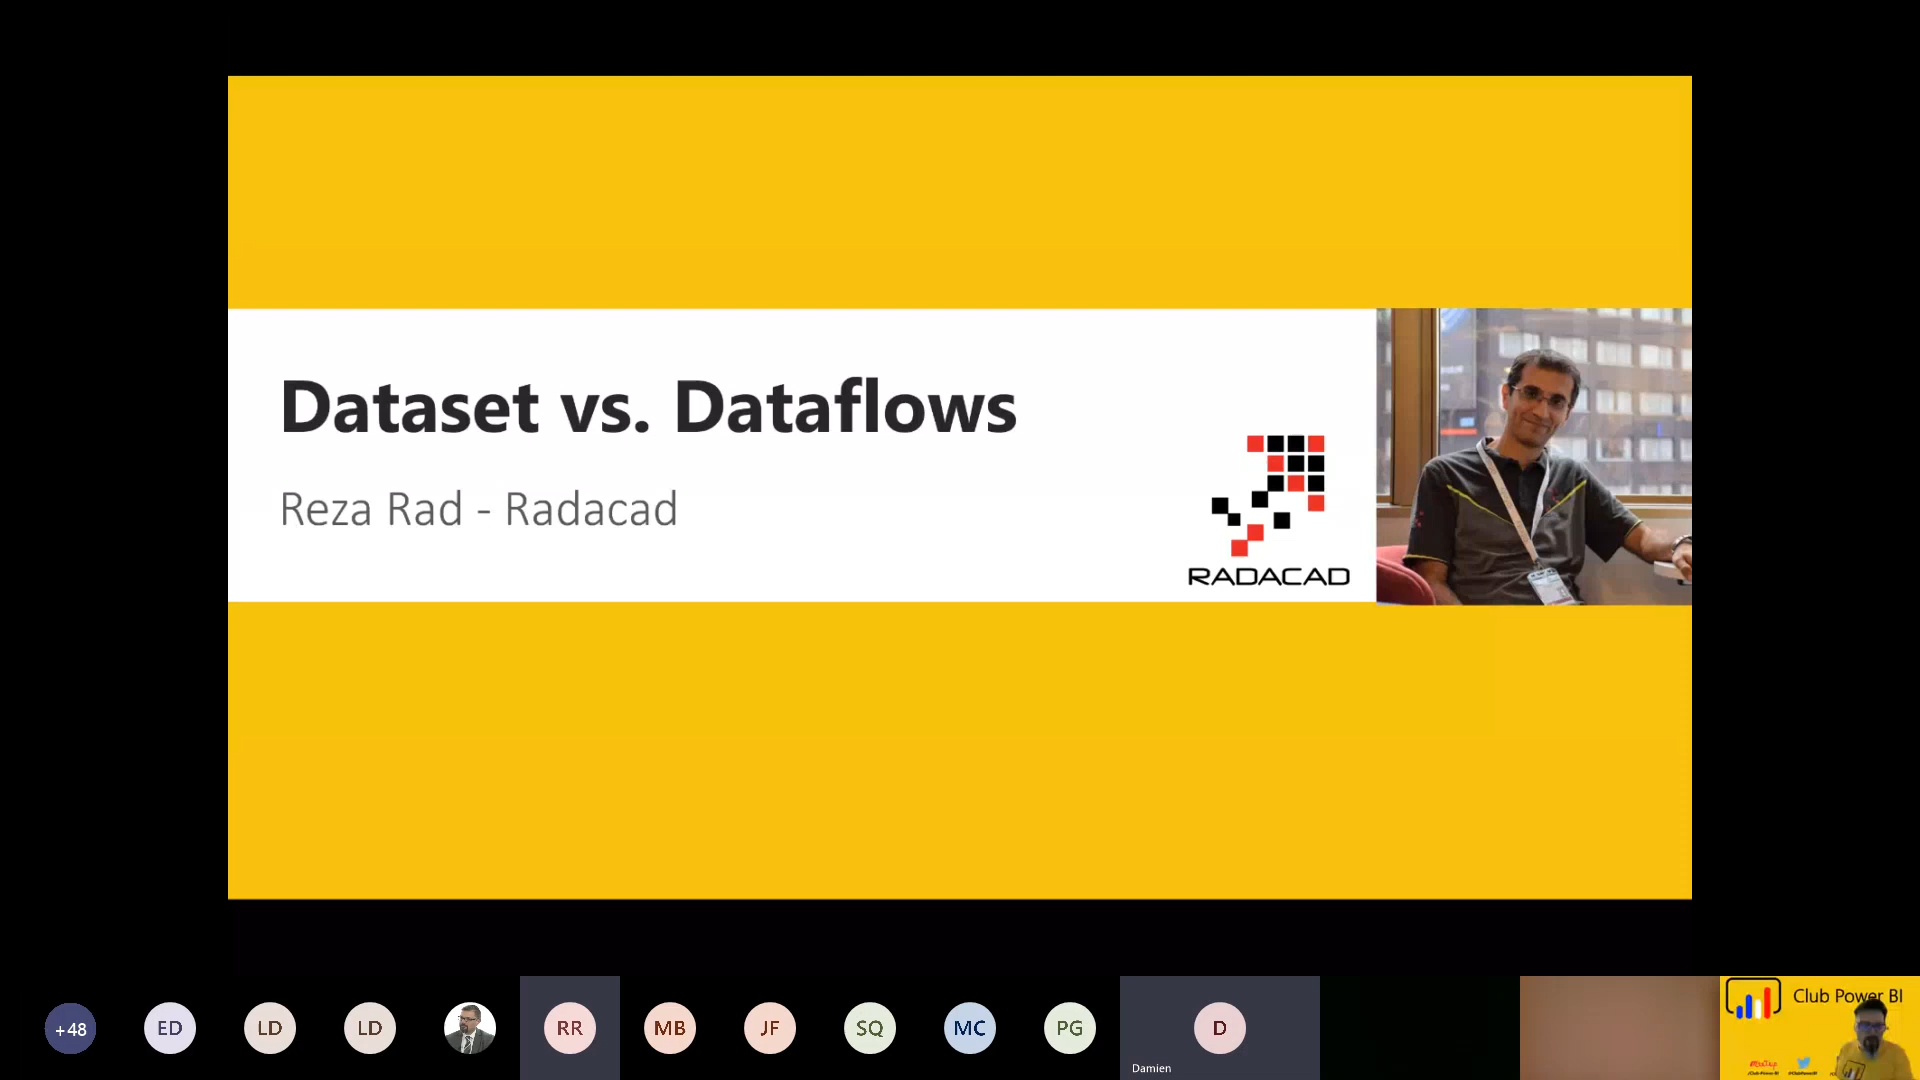 Dataset vs. Dataflows
Reza Rad - Radacad
RADACAD
+48
ED
LD
LD
RR
MB
JF
SQ
MC
PG
D
Damien
Club Power BI